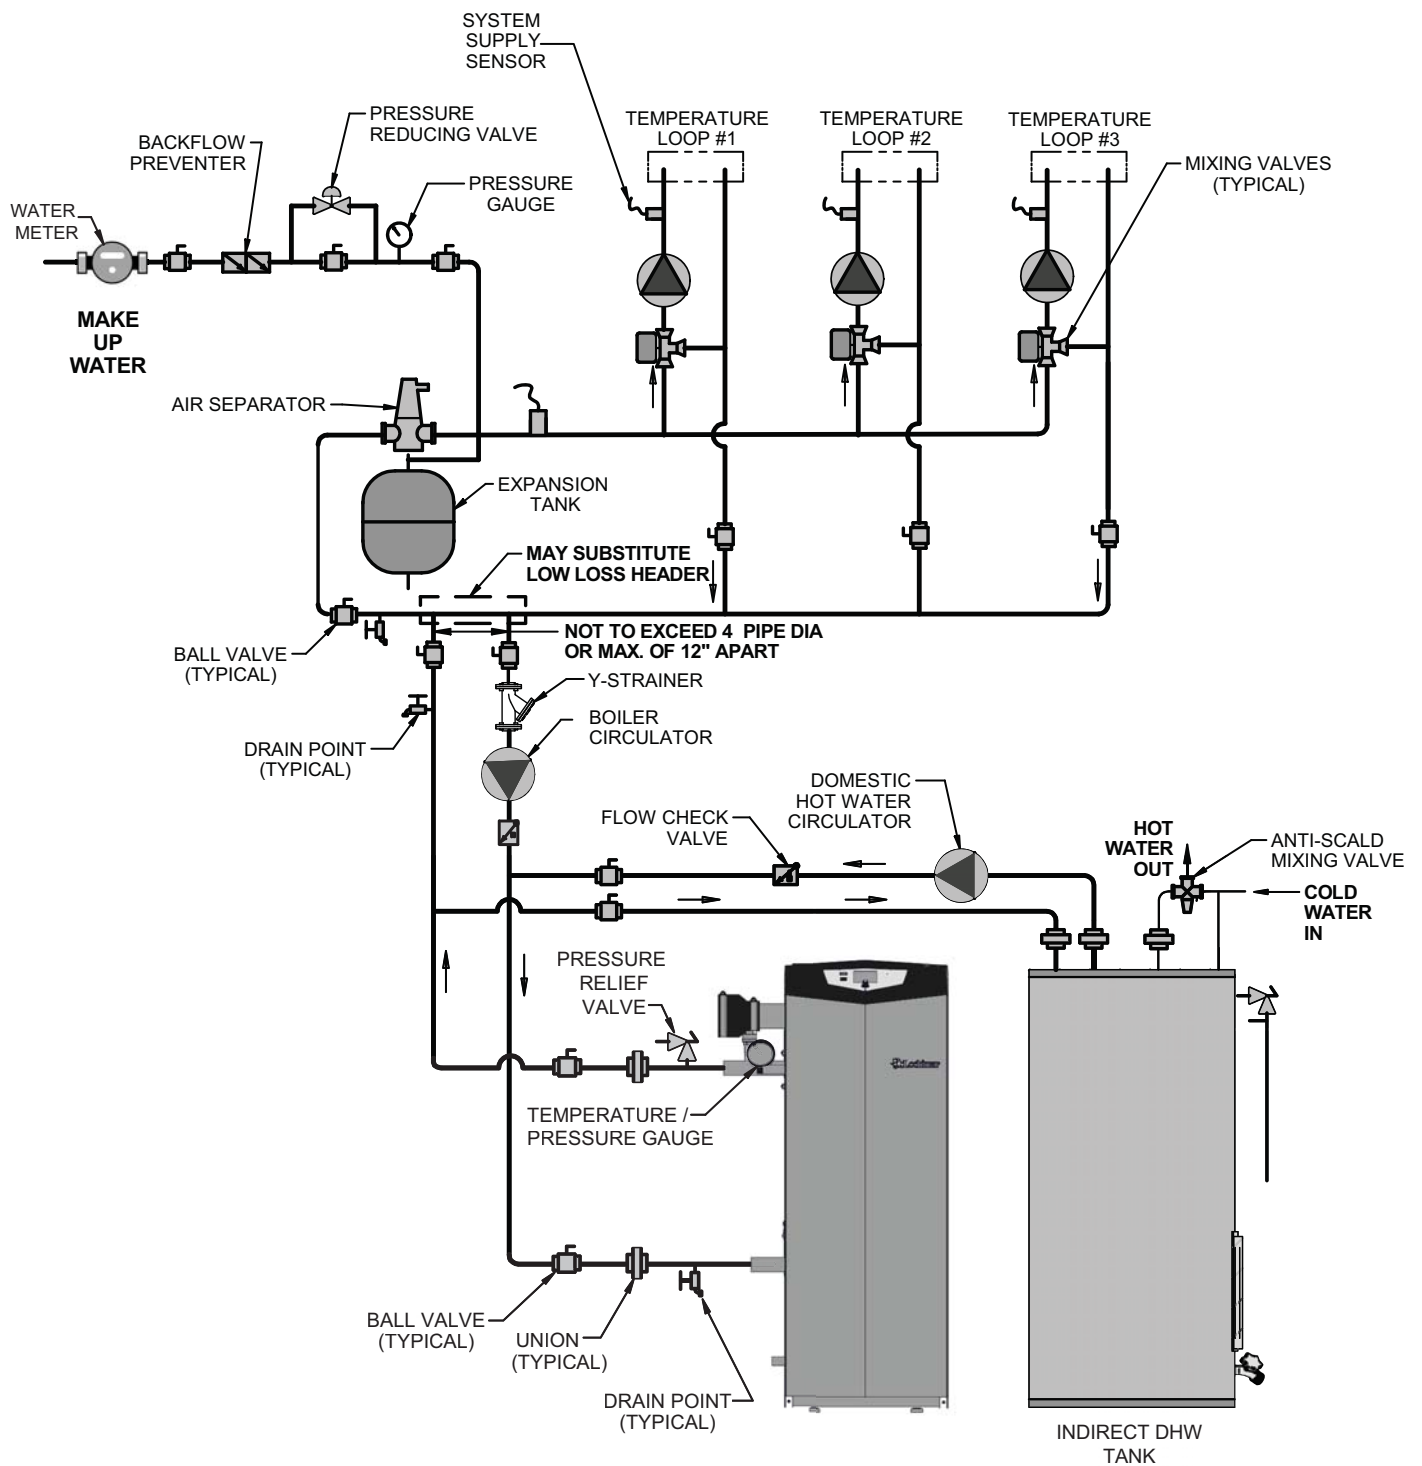 SYSTEM
SUPPLY
SENSOR
PRESSURE
REDUCING VALVE
BACKFLOW
PREVENTER
PRESSURE
GAUGE
WATER
METER
MAKE
UP
WATER
TEMPERATURE
LOOP #1
TEMPERATURE
LOOP #2
TEMPERATURE
LOOP #3
MIXING VALVES
(TYPICAL)
AIR SEPARATOR
EXPANSION
TANK
MAY SUBSTITUTE
LOW LOSS HEADER
NOT TO EXCEED 4 PIPE DIA
OR MAX. OF 12" APART
BALL VALVE
(TYPICAL)
Y-STRAINER
BOILER
CIRCULATOR
DRAIN POINT
(TYPICAL)
DOMESTIC
HOT WATER
CIRCULATOR
FLOW CHECK
VALVE
HOT
WATER
OUT
ANTI-SCALD
MIXING VALVE
COLD
WATER
IN
PRESSURE
RELIEF
VALVE
Lochinvar
TEMPERATURE /
PRESSURE GAUGE
BALL VALVE
(TYPICAL)
UNION
(TYPICAL)
DRAIN POINT
(TYPICAL)
INDIRECT DHW
TANK